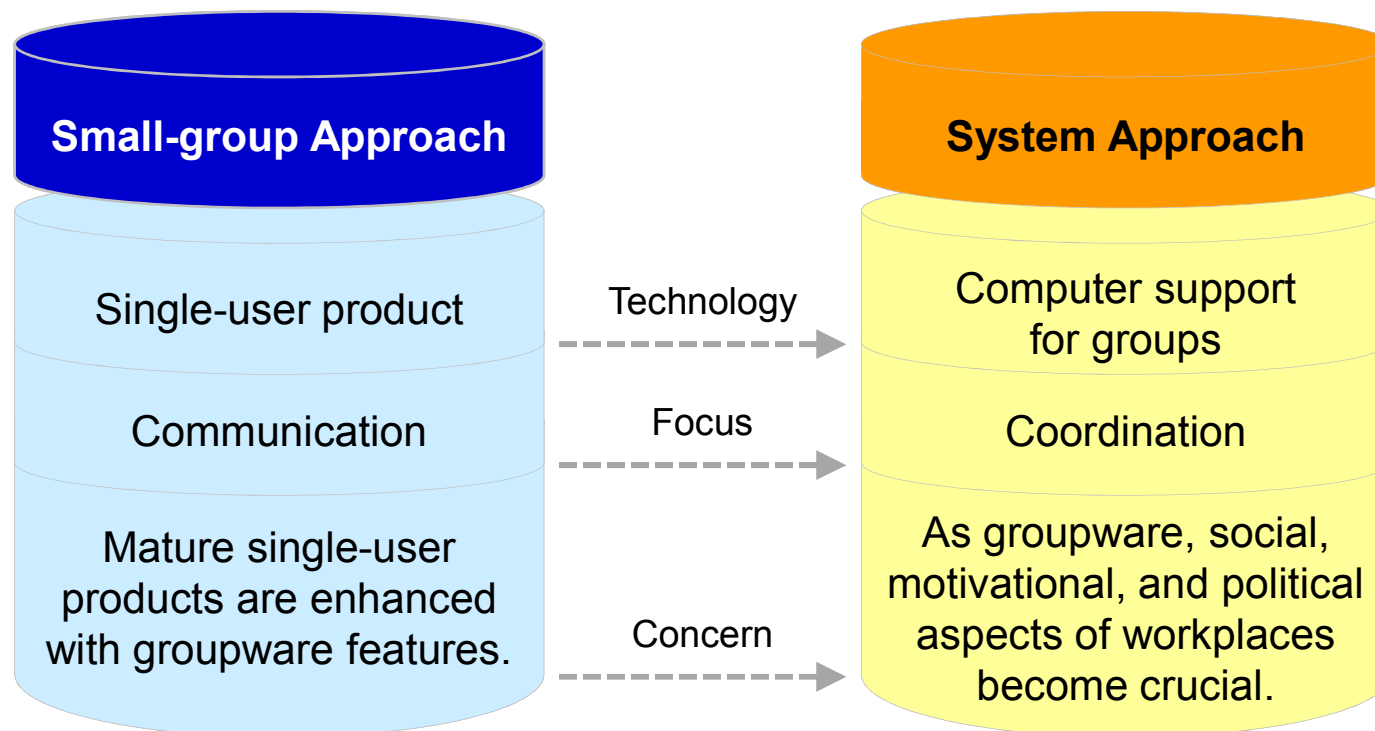 Small-group Approach
System Approach
Single-user product
Technology
Computer support
for groups
Communication
Focus
Coordination
Mature single-user
products are enhanced
with groupware features.
Concern
As groupware, social,
motivational, and political
aspects of workplaces
become crucial.